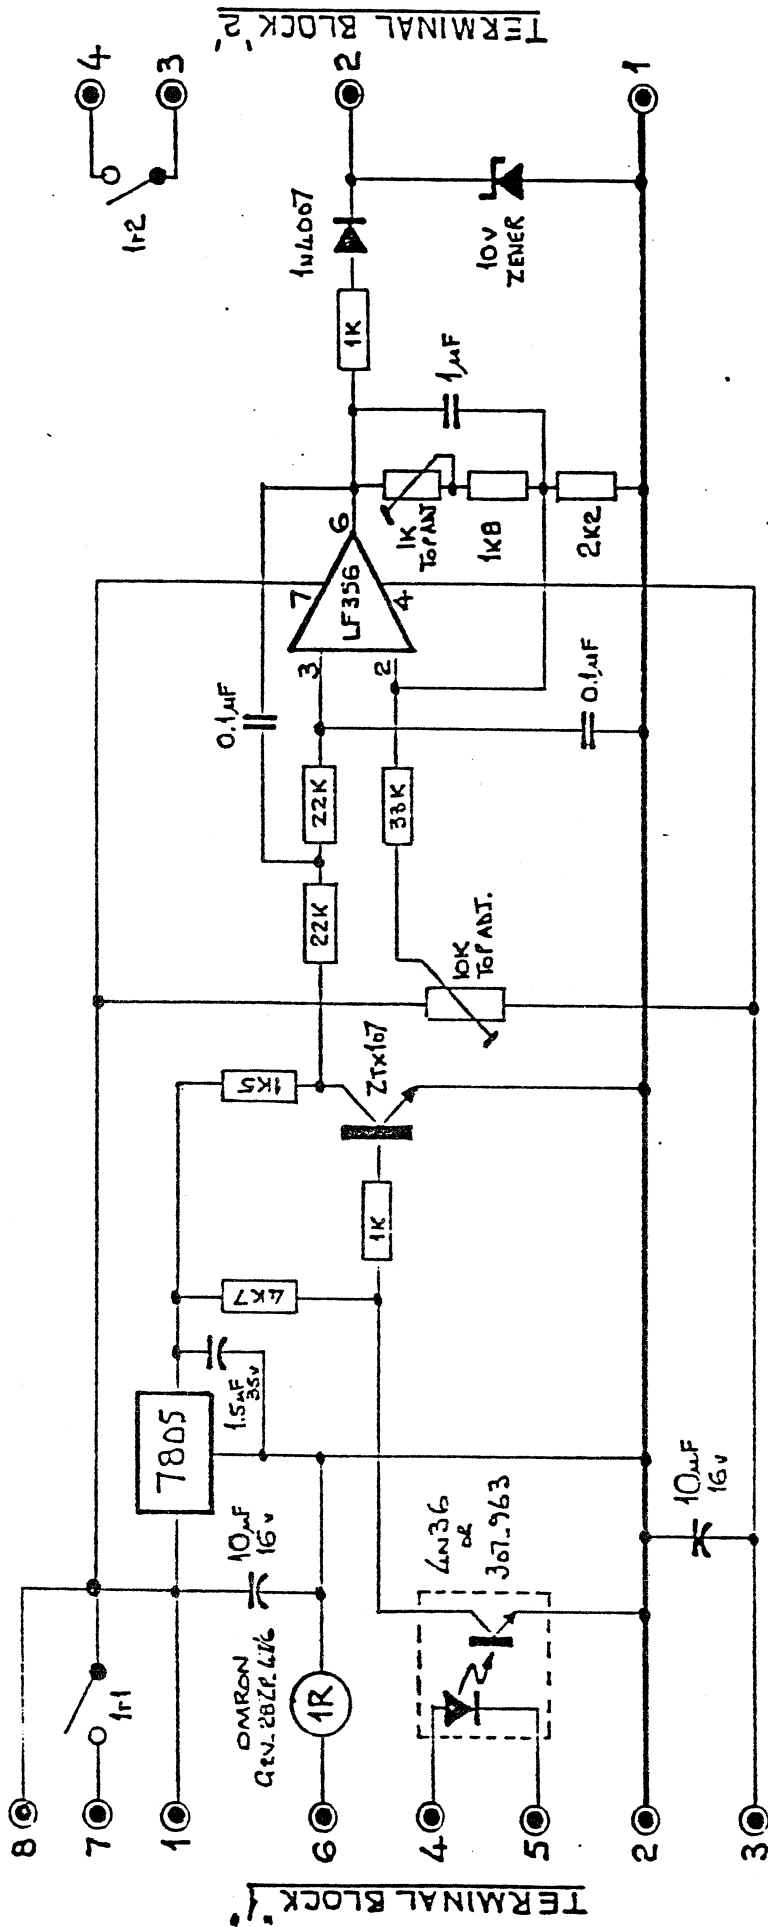 TERMINAL BLOCK "1"
8
7
1
6
4
5
2
3
1r1
OMRON
1R
10µF
16v
7805
1.5µF
35v
4N36
OR
307-963
10µF
16v
4K7
1K
1K5
ZTX107
22K
22K
0.1µF
10K
TOP ADJ.
33K
3
2
7
4
6
LF356
0.1µF
1K
TOP ADJ
1K8
2K2
1µF
1K
1N4007
10V
ZENER
1r2
4
3
2
1
TERMINAL BLOCK '2'